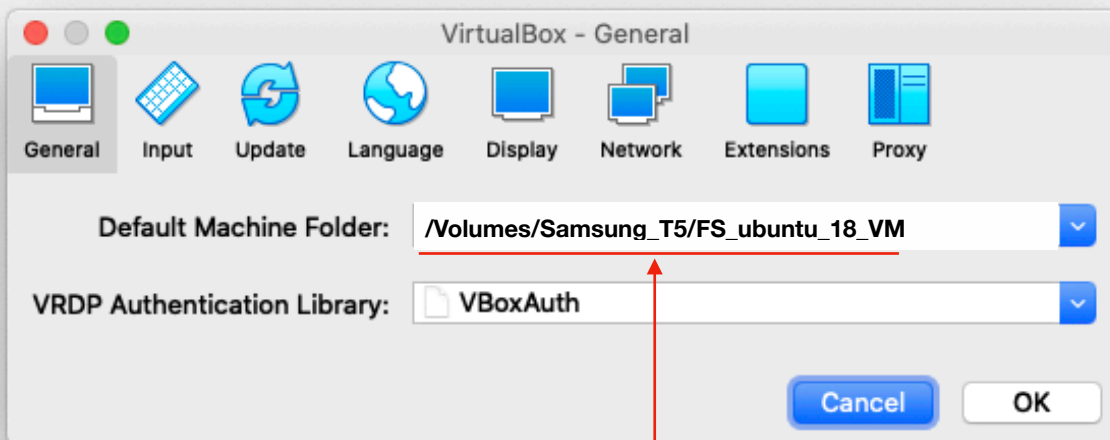 VirtualBox - General
General Input Update Language Display Network Extensions Proxy
Default Machine Folder: /Volumes/Samsung_T5/FS_ubuntu_18_VM
VRDP Authentication Library: VBoxAuth
Cancel OK